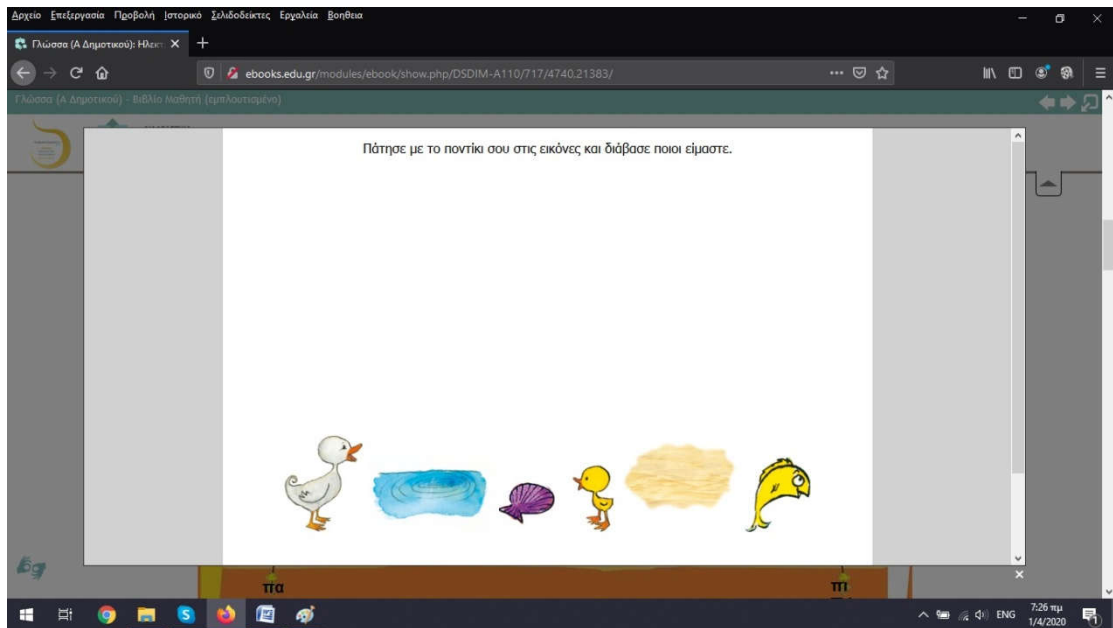 Αρχείο Επεξεργασία Προβολή Ιστορικό Σελιδοδείκτες Εργαλεία Βοηθεια
Γλώσσα (Α Δημοτικού): Ηλεκτ
ebooks.edu.gr/modules/ebook/show.php/DSDIM-A110/717/4740.21383/
Γλώσσα (Α Δημοτικού) - Βιβλίο Μαθητή (εμπλουτισμένο)
Πάτησε με το ποντίκι σου στις εικόνες και διάβασε ποιοι είμαστε.
πα πι
ENG 7:26 πμ
1/4/2020